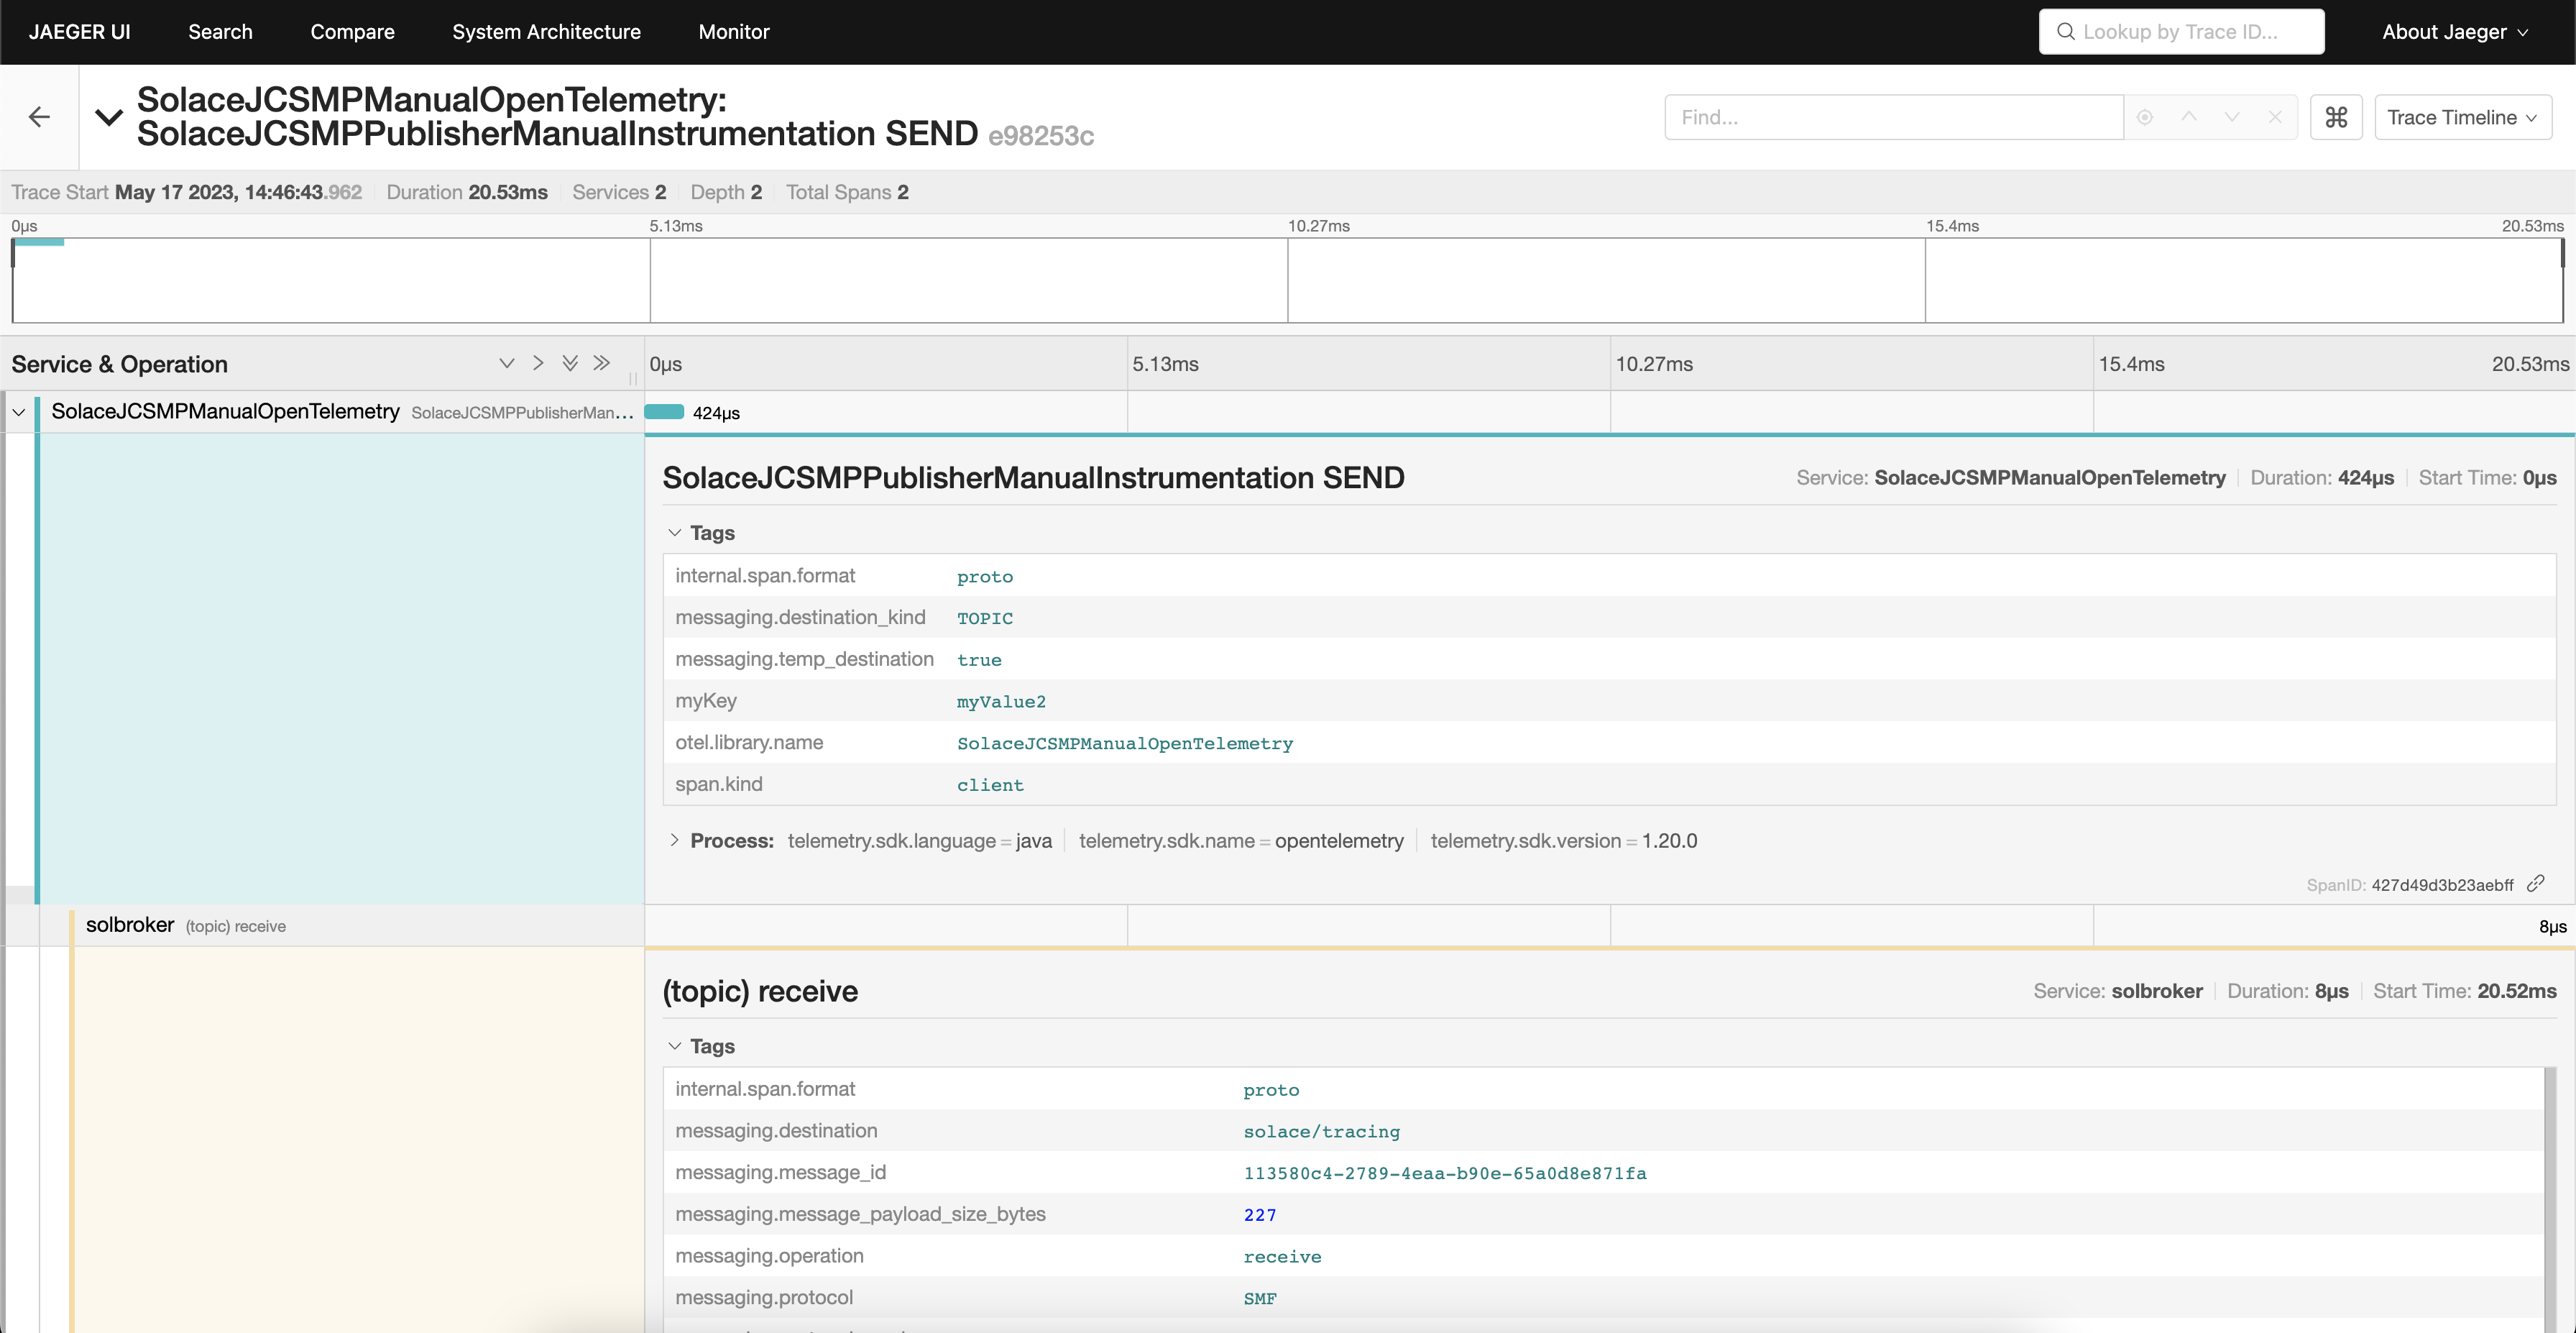 JAEGER UI Search Compare System Architecture Monitor Lookup by Trace ID... About Jaeger
SolaceJCSMPManualOpenTelemetry:
SolaceJCSMPPublisherManualInstrumentation SEND e98253c
Find... ⌘ Trace Timeline
Trace Start May 17 2023, 14:46:43.962 Duration 20.53ms Services 2 Depth 2 Total Spans 2
0μs 5.13ms 10.27ms 15.4ms 20.53ms
Service & Operation 0μs 5.13ms 10.27ms 15.4ms 20.53ms
SolaceJCSMPManualOpenTelemetry SolaceJCSMPPublisherMan... 424μs
SolaceJCSMPPublisherManualInstrumentation SEND Service: SolaceJCSMPManualOpenTelemetry Duration: 424μs Start Time: 0μs
Tags
internal.span.format proto
messaging.destination_kind TOPIC
messaging.temp_destination true
myKey myValue2
otel.library.name SolaceJCSMPManualOpenTelemetry
span.kind client
Process: telemetry.sdk.language = java telemetry.sdk.name = opentelemetry telemetry.sdk.version = 1.20.0
SpanID: 427d49d3b23aebff
solbroker (topic) receive 8μs
(topic) receive Service: solbroker Duration: 8μs Start Time: 20.52ms
Tags
internal.span.format proto
messaging.destination solace/tracing
messaging.message_id 113580c4-2789-4eaa-b90e-65a0d8e871fa
messaging.message_payload_size_bytes 227
messaging.operation receive
messaging.protocol SMF